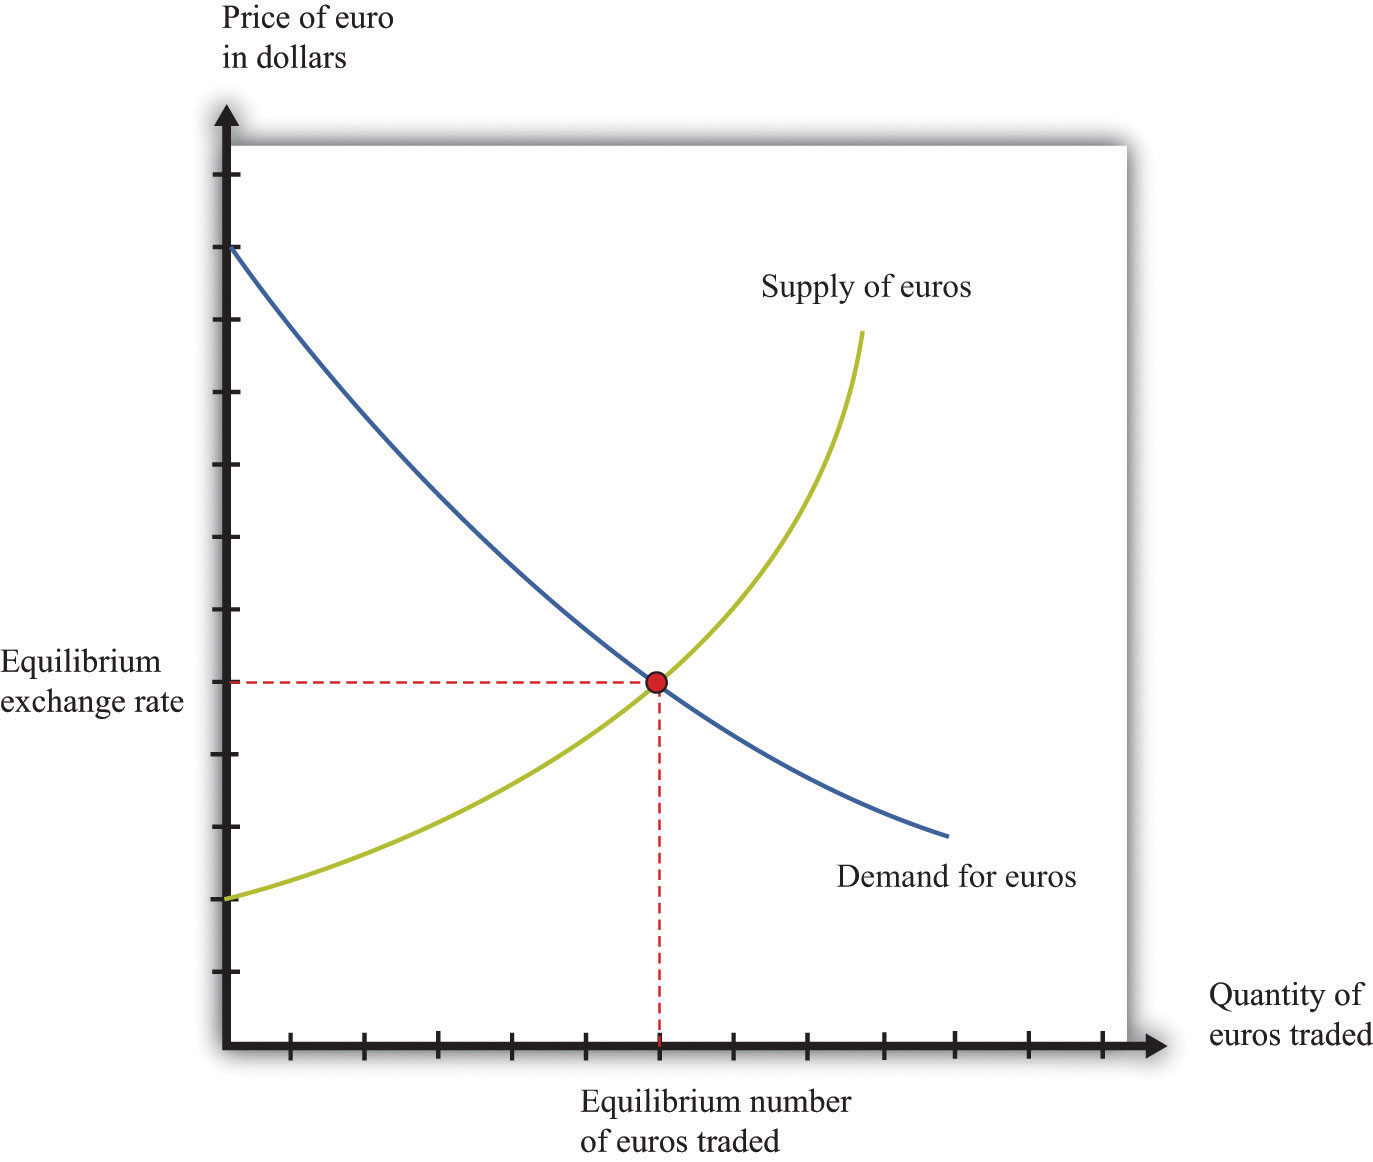 Price of euro
in dollars
Supply of euros
Equilibrium
exchange rate
Demand for euros
Quantity of
euros traded
Equilibrium number
of euros traded